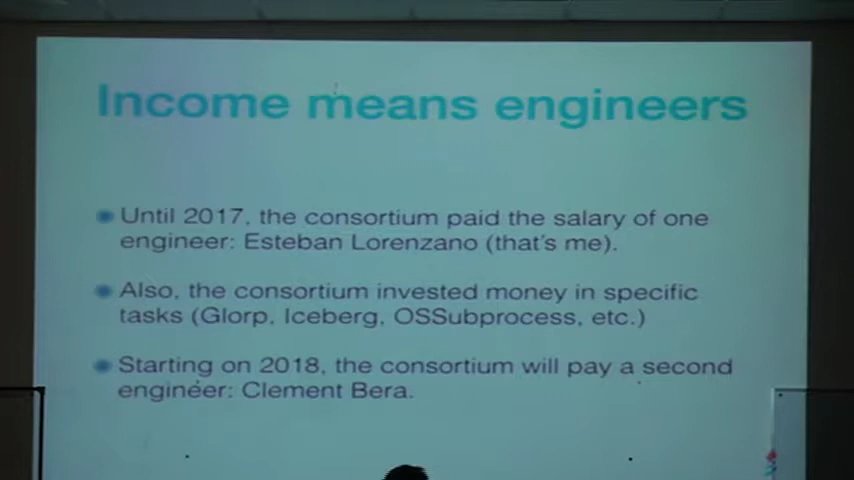 Income means engineers
Until 2017, the consortium paid the salary of one
engineer: Esteban Lorenzano (that's me).
Also, the consortium invested money in specific
tasks (Glorp, Iceberg, OSSubprocess, etc.)
Starting on 2018, the consortium will pay a second
engineer: Clement Bera.